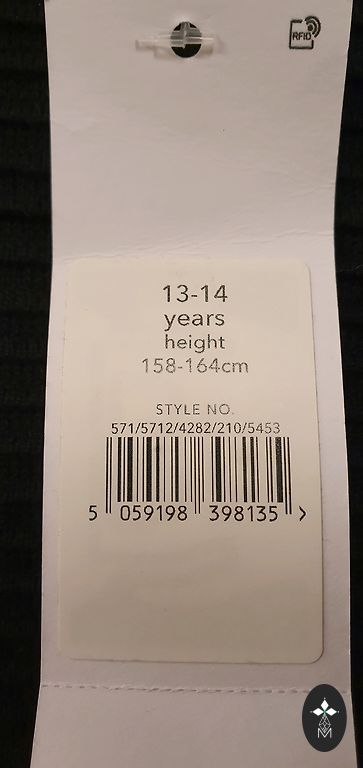 RFID
13-14
years
height
158-164cm
STYLE NO.
571/5712/4282/210/5453
5 059198 398135 >
M